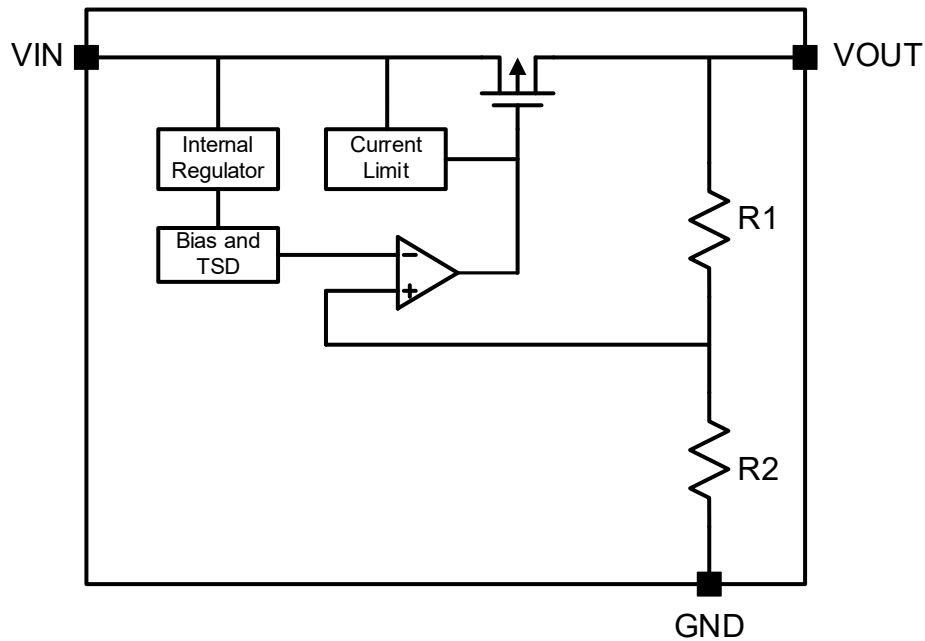 VIN
VOUT
Internal
Regulator
Current
Limit
R1
Bias and
TSD
−
+
R2
GND